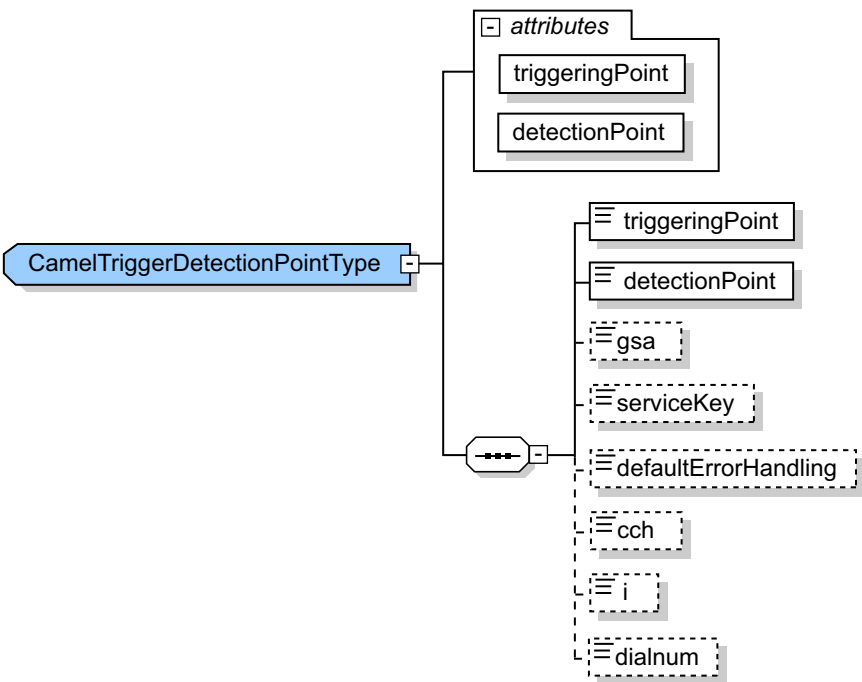 attributes
triggeringPoint
detectionPoint
CamelTriggerDetectionPointType
triggeringPoint
detectionPoint
gsa
serviceKey
defaultErrorHandling
cch
i
dialnum